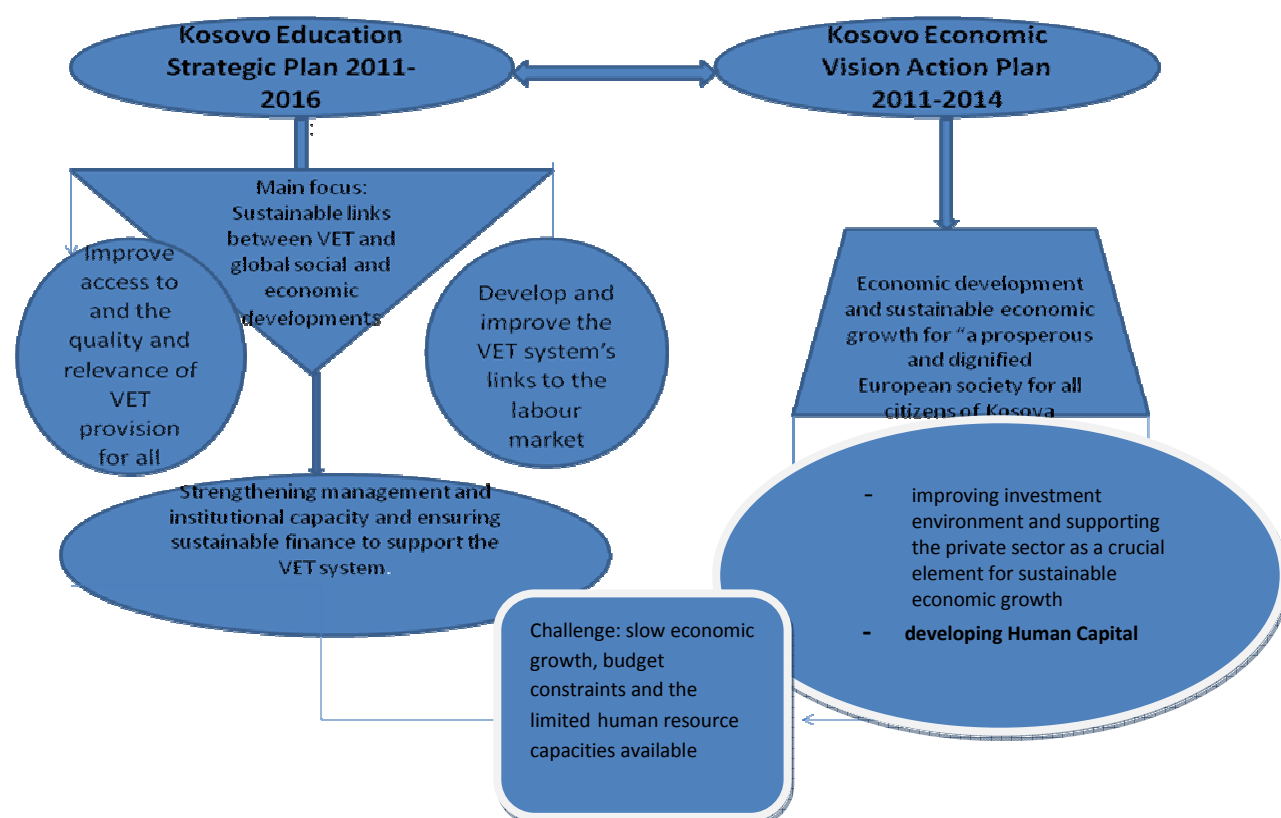 Kosovo Education
Strategic Plan 2011-
2016
:
Kosovo Economic
Vision Action Plan
2011-2014
Main focus:
Sustainable links
between VET and
global social and
economic
developments
Improve
access to
and the
quality and
relevance of
VET
provision
for all
Develop and
improve the
VET system's
links to the
labour
market
Economic development
and sustainable economic
growth for "a prosperous
and dignified
European society for all
citizens of Kosova
Strengthening management and
institutional capacity and ensuring
sustainable finance to support the
VET system.
- improving investment
environment and supporting
the private sector as a crucial
element for sustainable
economic growth
- developing Human Capital
Challenge: slow economic
growth, budget
constraints and the
limited human resource
capacities available